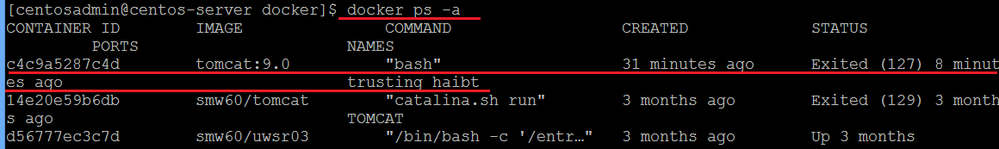 [centosadmin@centos-server docker]$ docker ps -a
CONTAINER ID IMAGE COMMAND CREATED STATUS
PORTS NAMES
c4c9a5287c4d tomcat:9.0 "bash" 31 minutes ago Exited (127) 8 minut
es ago trusting_haibt
14e20e59b6db smw60/tomcat "catalina.sh run" 3 months ago Exited (129) 3 month
s ago TOMCAT
d56777ec3c7d smw60/uwsr03 "/bin/bash -c '/entr…" 3 months ago Up 3 months